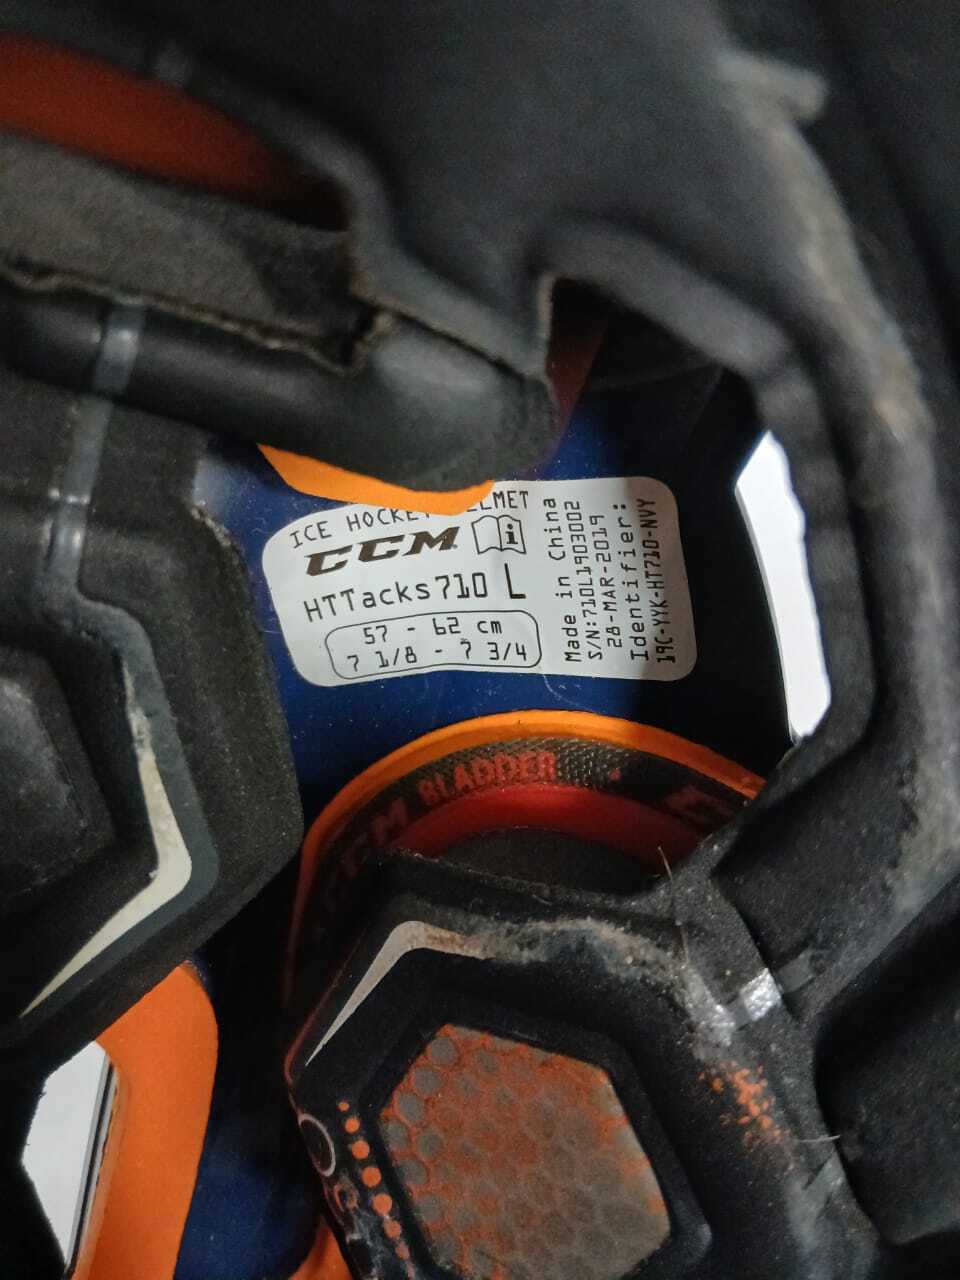 ICE HOCKEY HELMET
CCM
i
HTTacks710 L
57 - 62 cm
7 1/8 - 7 3/4
Made in China
S/N:710L1903002
28-MAR-2019
Identifier:
19C-YYK-HT710-NVY
CCM BLADDER